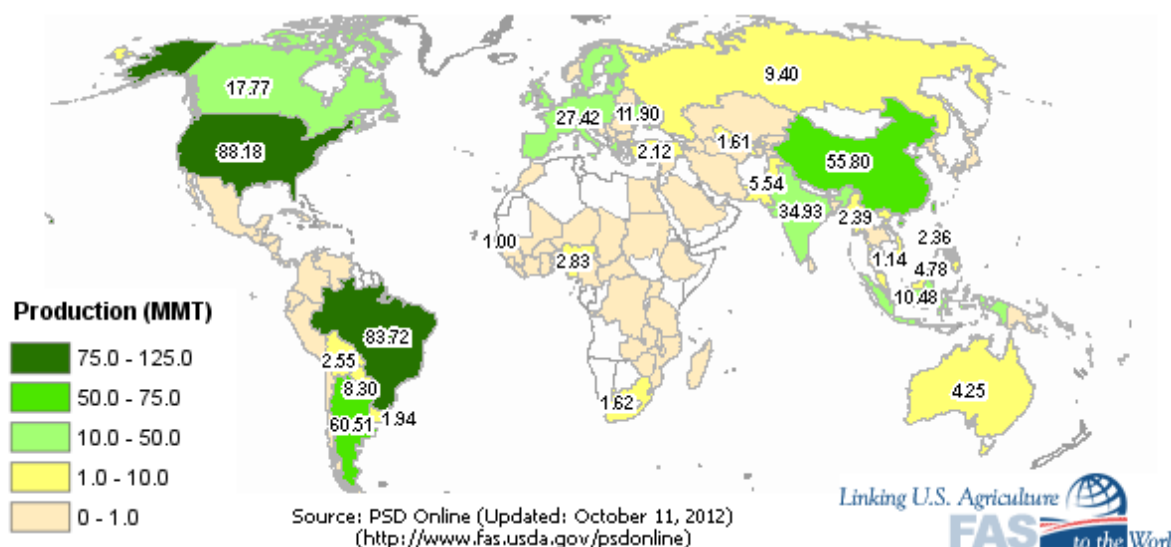 17.77
88.18
9.40
11.90
27.42
2.12
1.61
55.80
5.54
34.93
2.39
2.36
1.14
4.78
10.48
1.00
2.83
83.72
2.55
8.30
60.51
1.94
1.62
4.25
Production (MMT)
75.0 - 125.0
50.0 - 75.0
10.0 - 50.0
1.0 - 10.0
0 - 1.0
Source: PSD Online (Updated: October 11, 2012)
(http://www.fas.usda.gov/psdonline)
Linking U.S. Agriculture
FAS to the Worl